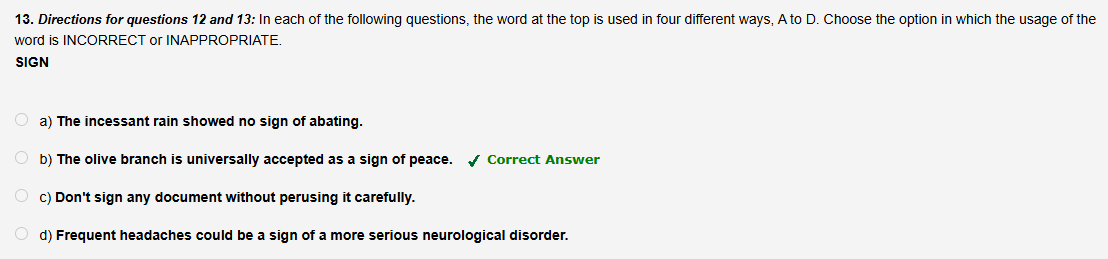 13. Directions for questions 12 and 13: In each of the following questions, the word at the top is used in four different ways, A to D. Choose the option in which the usage of the
word is INCORRECT or INAPPROPRIATE.
SIGN
a) The incessant rain showed no sign of abating.
b) The olive branch is universally accepted as a sign of peace. ✓ Correct Answer
c) Don't sign any document without perusing it carefully.
d) Frequent headaches could be a sign of a more serious neurological disorder.